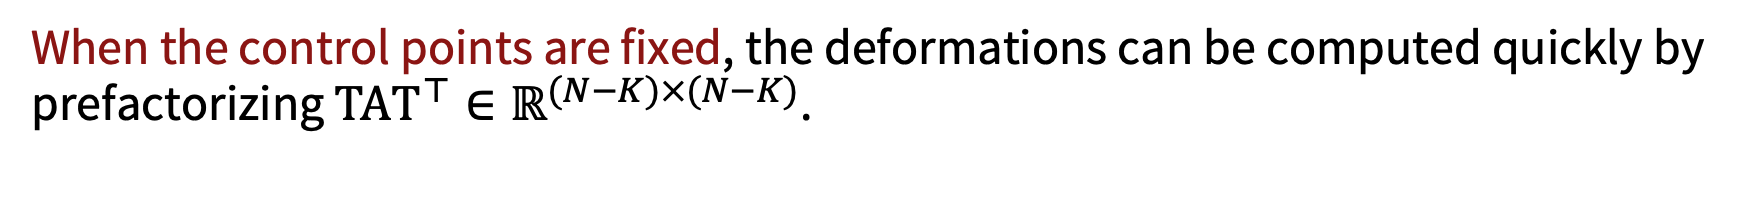 When the control points are fixed, the deformations can be computed quickly by
prefactorizing TAT⊤ ∈ ℝ⁽ᴺ⁻ᴷ⁾ˣ⁽ᴺ⁻ᴷ⁾.